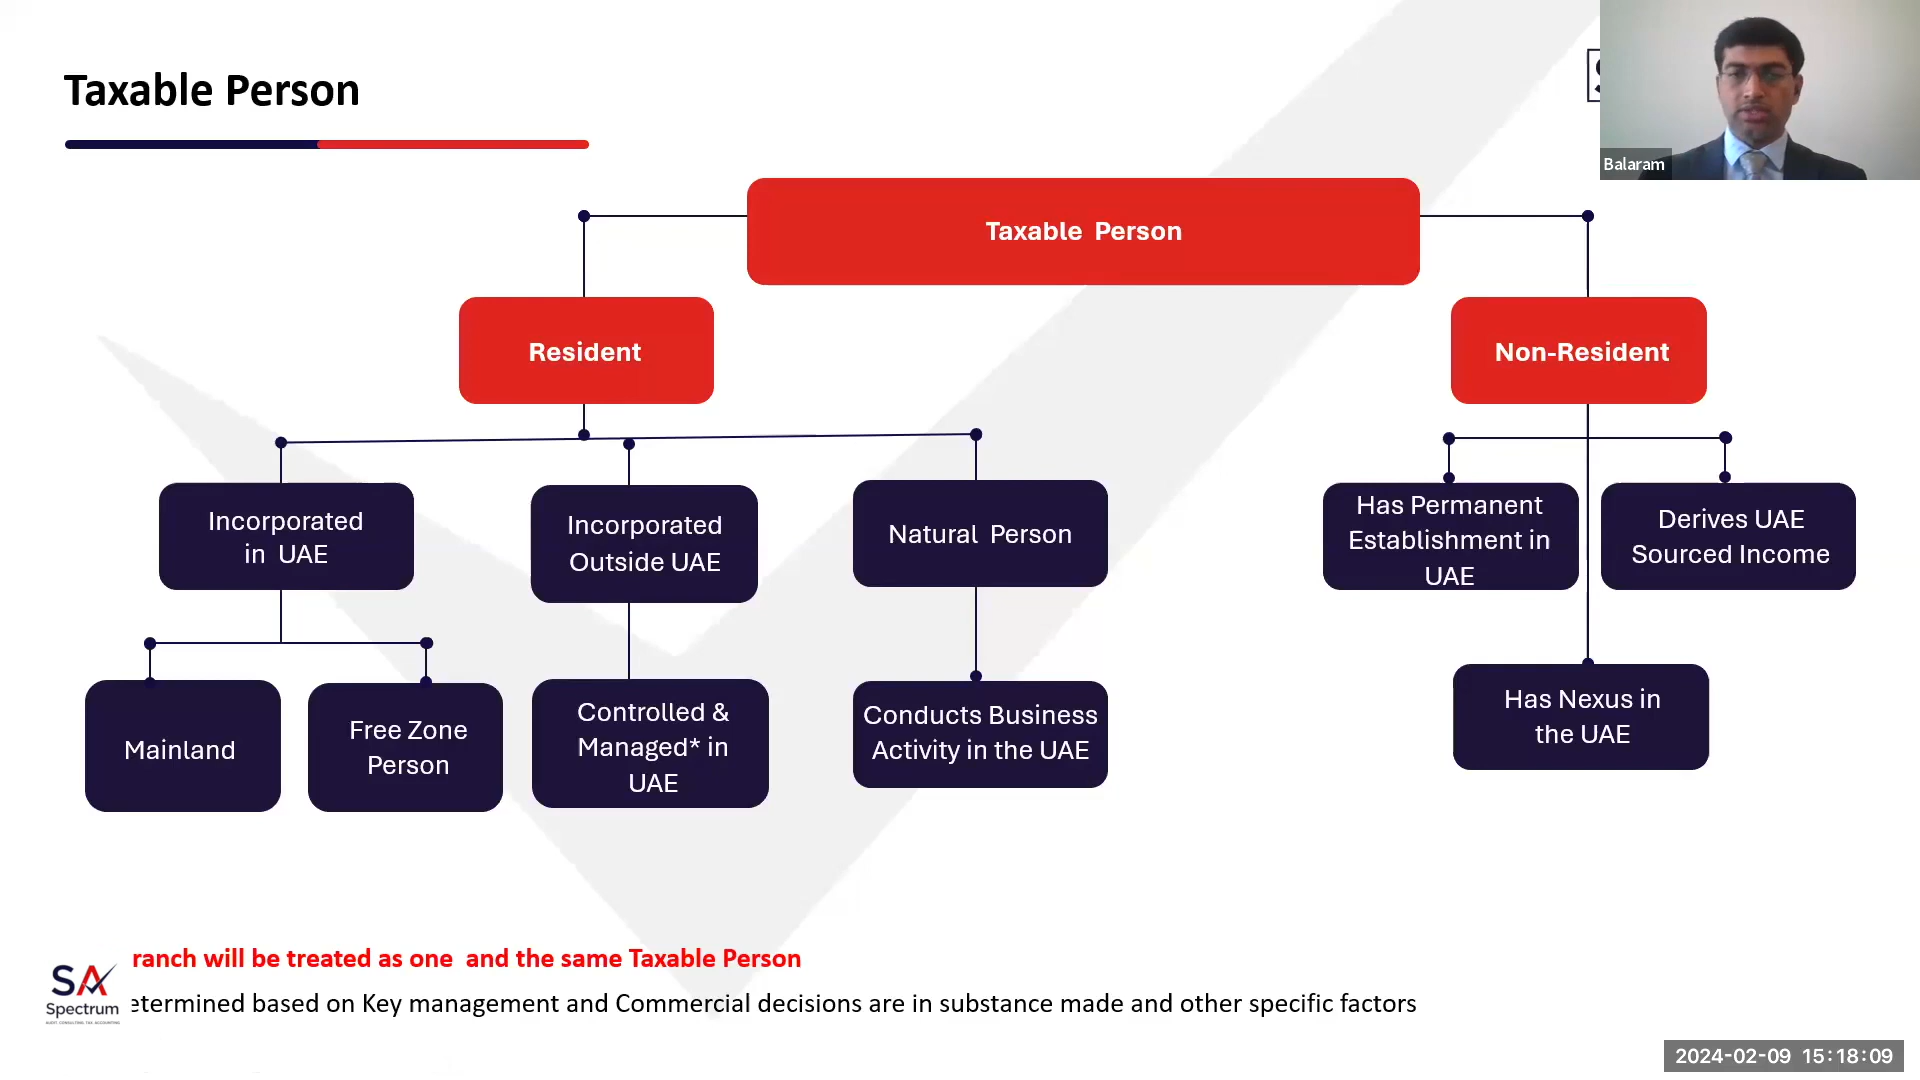 Taxable Person
Balaram
Taxable Person
Resident
Non-Resident
Incorporated
in UAE
Incorporated
Outside UAE
Natural Person
Has Permanent
Establishment in
UAE
Derives UAE
Sourced Income
Mainland
Free Zone
Person
Controlled &
Managed* in
UAE
Conducts Business
Activity in the UAE
Has Nexus in
the UAE
ranch will be treated as one and the same Taxable Person
etermined based on Key management and Commercial decisions are in substance made and other specific factors
SA
Spectrum
2024-02-09 15:18:09